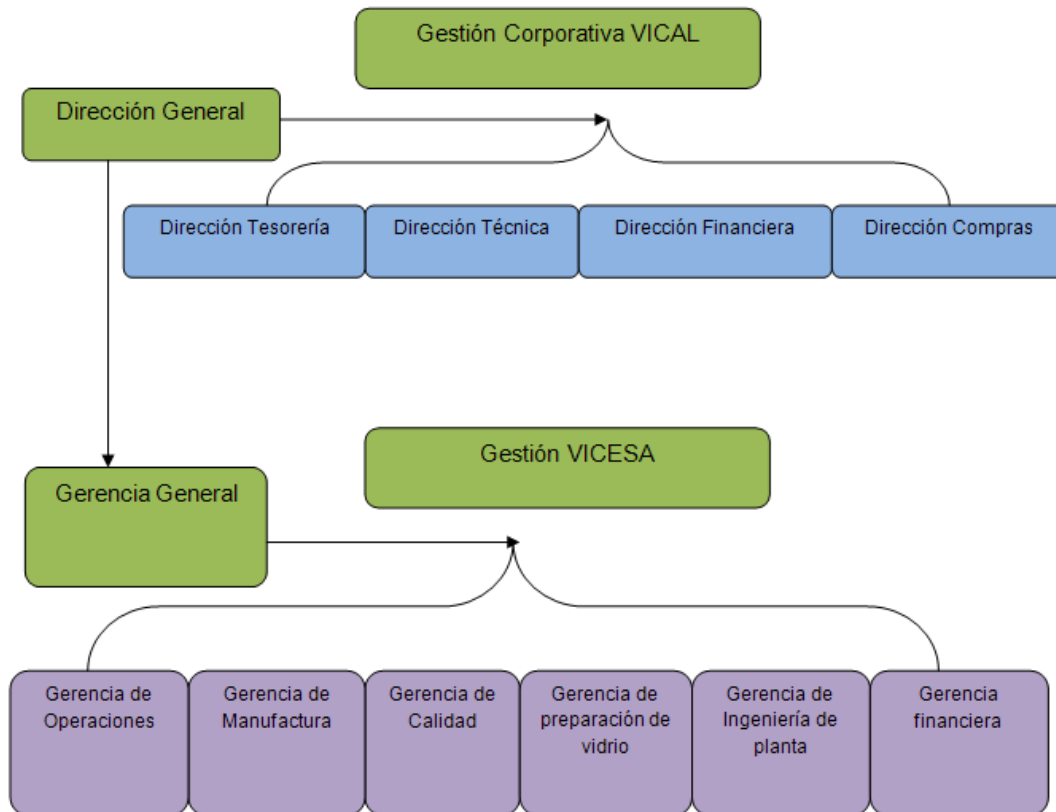 Gestión Corporativa VICAL
Dirección General
Dirección Tesorería
Dirección Técnica
Dirección Financiera
Dirección Compras
Gestión VICESA
Gerencia General
Gerencia de
Operaciones
Gerencia de
Manufactura
Gerencia de
Calidad
Gerencia de
preparación de
vidrio
Gerencia de
Ingeniería de
planta
Gerencia
financiera